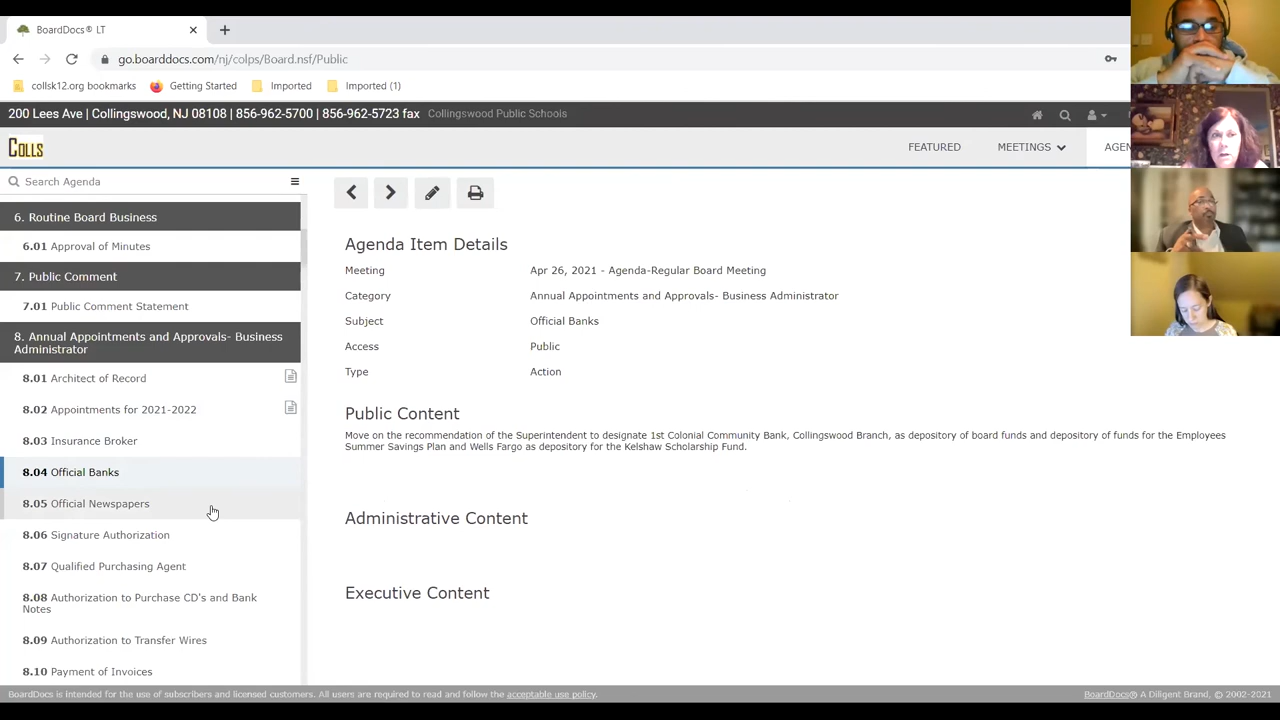 BoardDocs® LT
go.boarddocs.com/nj/colps/Board.nsf/Public
collsk12.org bookmarks Getting Started Imported Imported (1)
200 Lees Ave | Collingswood, NJ 08108 | 856-962-5700 | 856-962-5723 fax Collingswood Public Schools
COLLS
FEATURED MEETINGS AGEN
Search Agenda
6. Routine Board Business
6.01 Approval of Minutes
7. Public Comment
7.01 Public Comment Statement
8. Annual Appointments and Approvals- Business
Administrator
8.01 Architect of Record
8.02 Appointments for 2021-2022
8.03 Insurance Broker
8.04 Official Banks
8.05 Official Newspapers
8.06 Signature Authorization
8.07 Qualified Purchasing Agent
8.08 Authorization to Purchase CD's and Bank
Notes
8.09 Authorization to Transfer Wires
8.10 Payment of Invoices
Agenda Item Details
Meeting Apr 26, 2021 - Agenda-Regular Board Meeting
Category Annual Appointments and Approvals- Business Administrator
Subject Official Banks
Access Public
Type Action
Public Content
Move on the recommendation of the Superintendent to designate 1st Colonial Community Bank, Collingswood Branch, as depository of board funds and depository of funds for the Employees
Summer Savings Plan and Wells Fargo as depository for the Kelshaw Scholarship Fund.
Administrative Content
Executive Content
BoardDocs is intended for the use of subscribers and licensed customers. All users are required to read and follow the acceptable use policy.
BoardDocs® A Diligent Brand, © 2002-2021